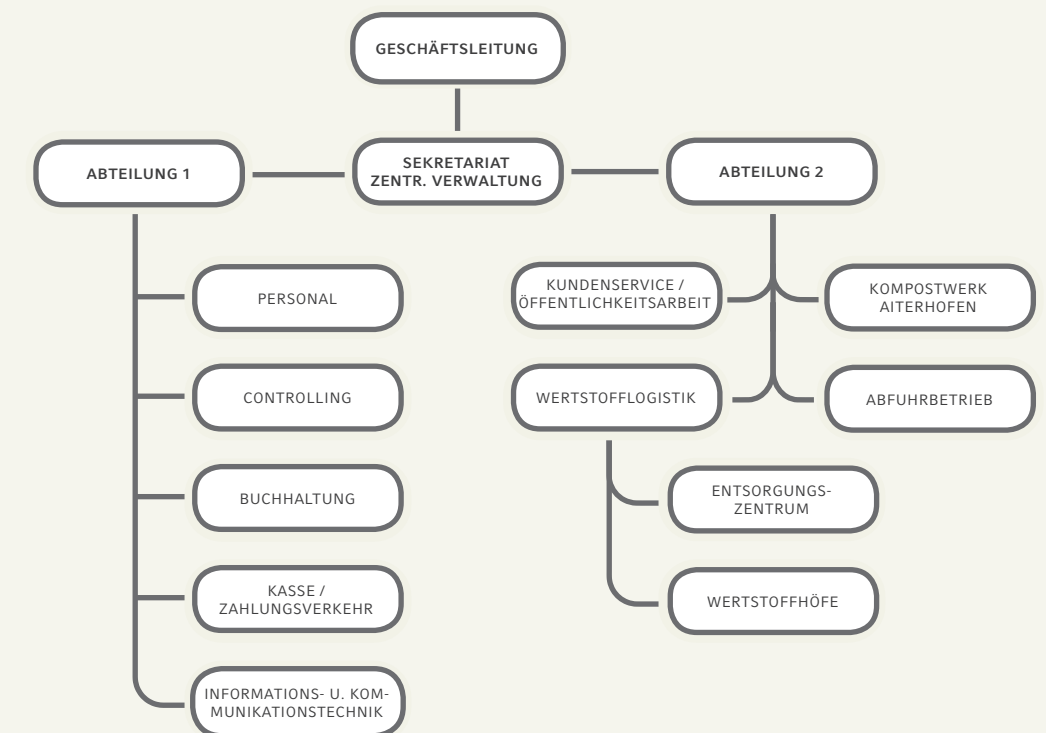 GESCHÄFTSLEITUNG
ABTEILUNG 1
SEKRETARIAT
ZENTR. VERWALTUNG
ABTEILUNG 2
PERSONAL
CONTROLLING
BUCHHALTUNG
KASSE /
ZAHLUNGSVERKEHR
INFORMATIONS- U. KOM-
MUNIKATIONSTECHNIK
KUNDENSERVICE /
ÖFFENTLICHKEITSARBEIT
KOMPOSTWERK
AITERHOFEN
WERTSTOFFLOGISTIK
ABFUHRBETRIEB
ENTSORGUNGS-
ZENTRUM
WERTSTOFFHÖFE